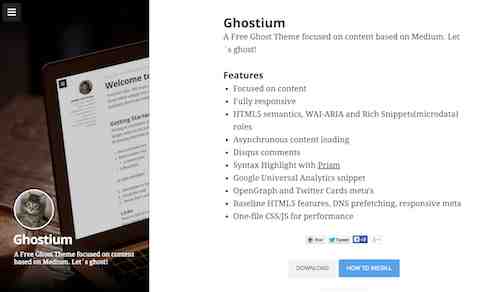 Welcome to
Getting Started
Ghostium
A Free Ghost Theme focused on content
based on Medium. Let´s ghost!
Ghostium
A Free Ghost Theme focused on content based on Medium. Let
´s ghost!
Features
Focused on content
Fully responsive
HTML5 semantics, WAI-ARIA and Rich Snippets(microdata)
roles
Asynchronous content loading
Disqus comments
Syntax Highlight with Prism
Google Universal Analytics snippet
OpenGraph and Twitter Cards meta's
Baseline HTML5 features, DNS prefetching, responsive meta
One-file CSS/JS for performance
Star Tweet +1
DOWNLOAD HOW TO INSTALL